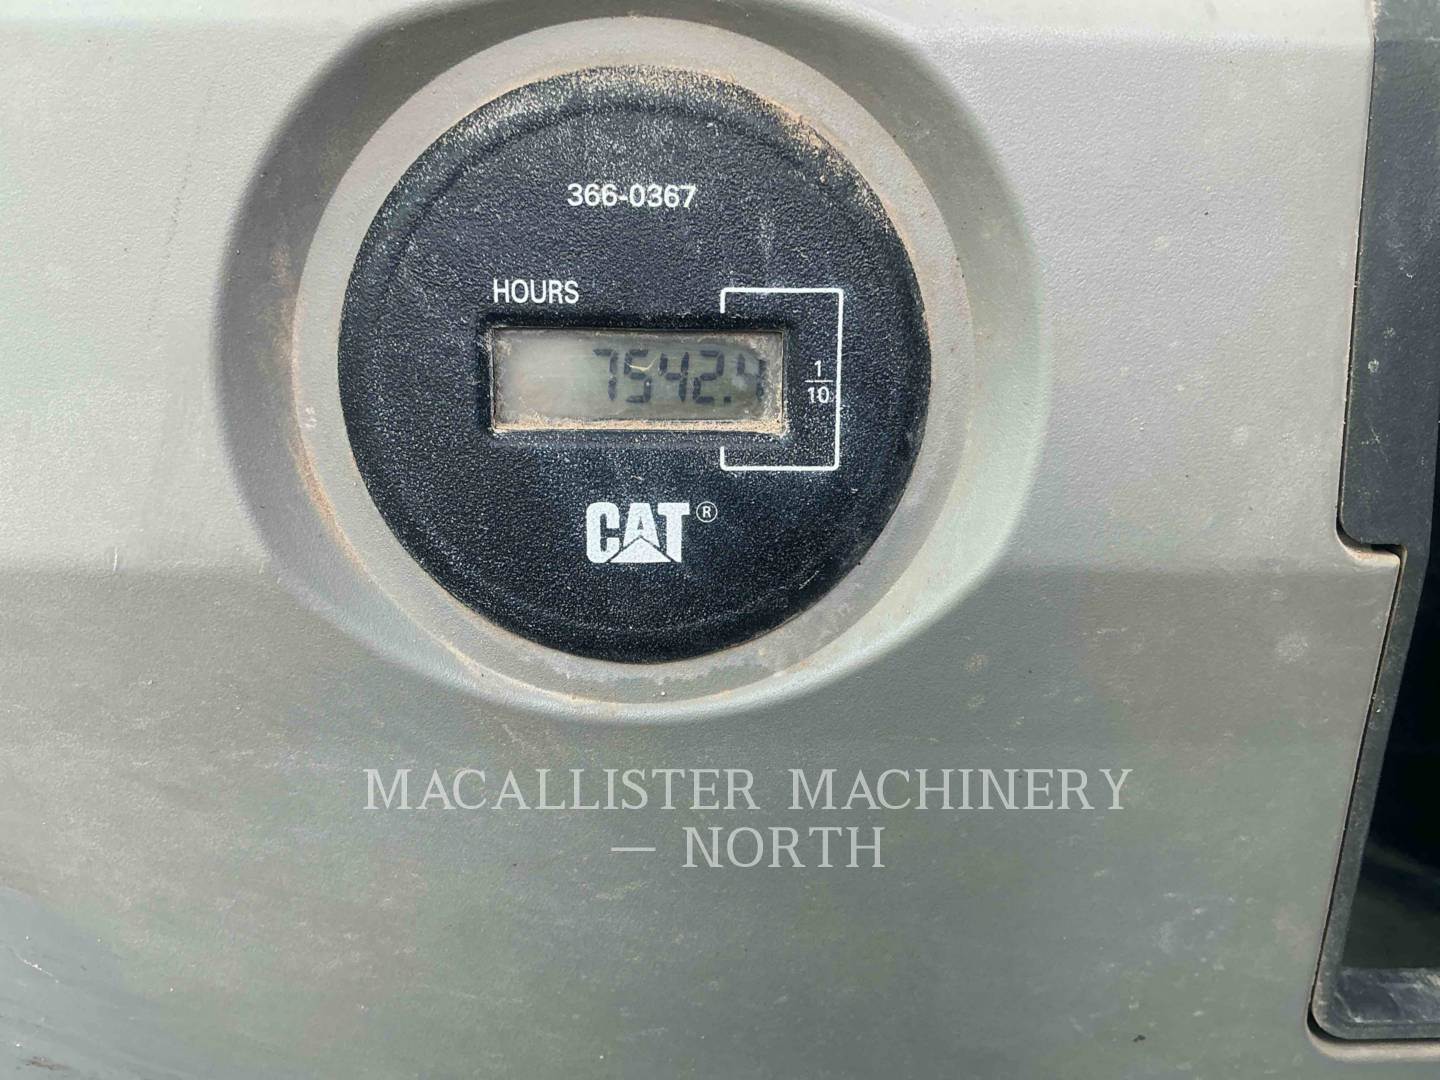 366-0367
HOURS
7542.4
1
10
CAT®
MACALLISTER MACHINERY
— NORTH